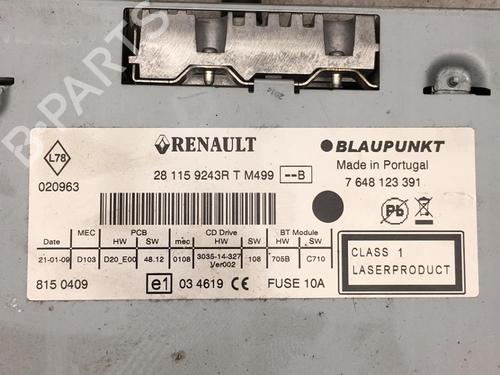 B-PARTS
2014
L78
020963
RENAULT
28 115 9243R T M499 --B
BLAUPUNKT
Made in Portugal
7 648 123 391
Pb
MEC PCB CD Drive BT Module
Date HW SW mec HW SW HW SW
21-01-09 D103 D20_E00 48.12 0108 3035-14-327/Ver002 108 705B C710
815 0409
e1 03 4619 CE FUSE 10A
CLASS 1
LASERPRODUCT